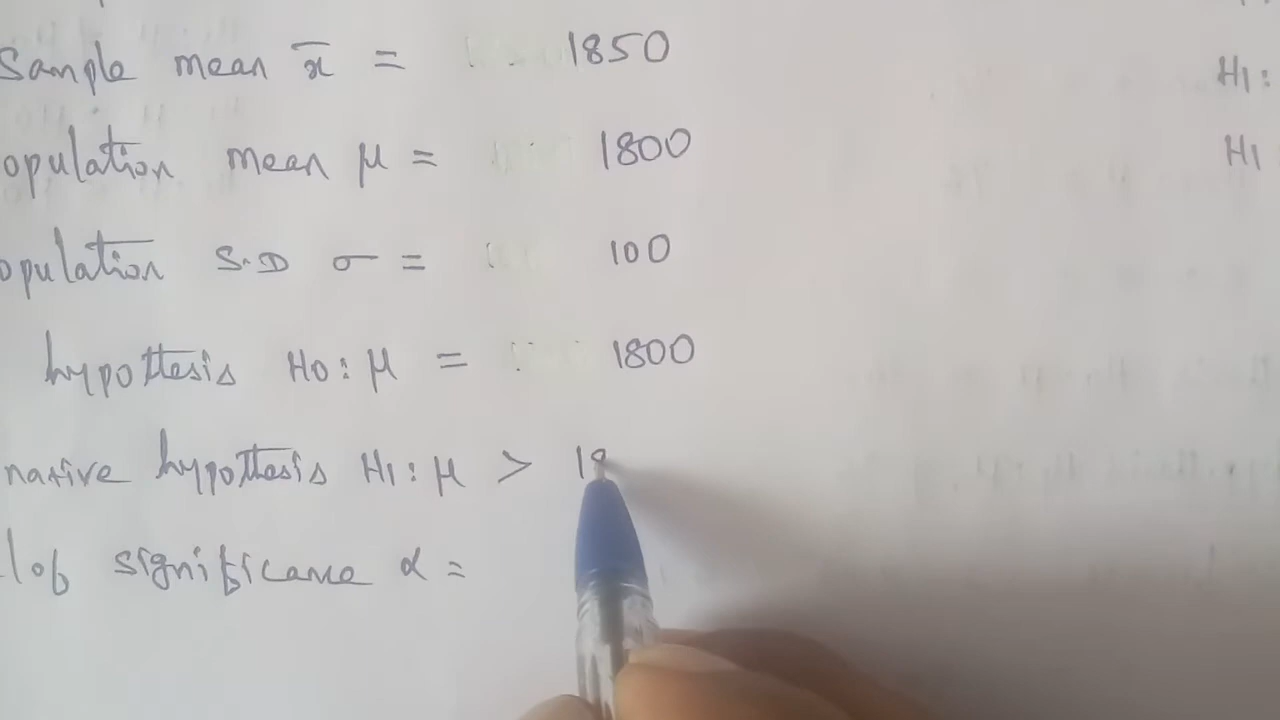 Sample mean x̄ = 1850
H1:
opulation mean μ = 1800
H1
opulation S.D σ = 100
hypothesis H0: μ = 1800
native hypothesis H1: μ > 18
l of significance α =